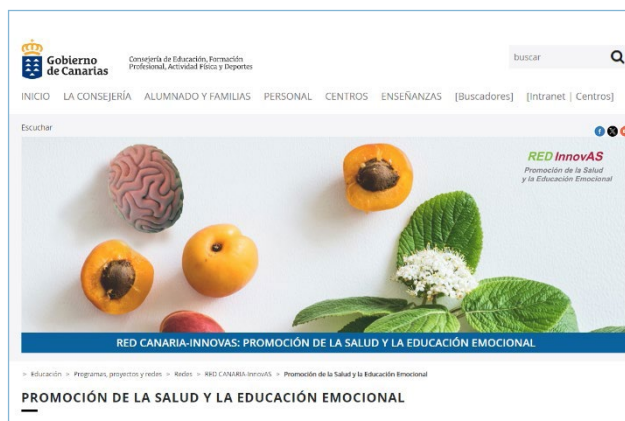 Gobierno
de Canarias
Consejería de Educación, Formación
Profesional, Actividad Física y Deportes
buscar
INICIO LA CONSEJERÍA ALUMNADO Y FAMILIAS PERSONAL CENTROS ENSEÑANZAS [Buscadores] [Intranet | Centros]
Escuchar
RED InnovAS
Promoción de la Salud
y la Educación Emocional
RED CANARIA-INNOVAS: PROMOCIÓN DE LA SALUD Y LA EDUCACIÓN EMOCIONAL
> Educación > Programas, proyectos y redes > Redes > RED CANARIA-InnovAS > Promoción de la Salud y la Educación Emocional
PROMOCIÓN DE LA SALUD Y LA EDUCACIÓN EMOCIONAL